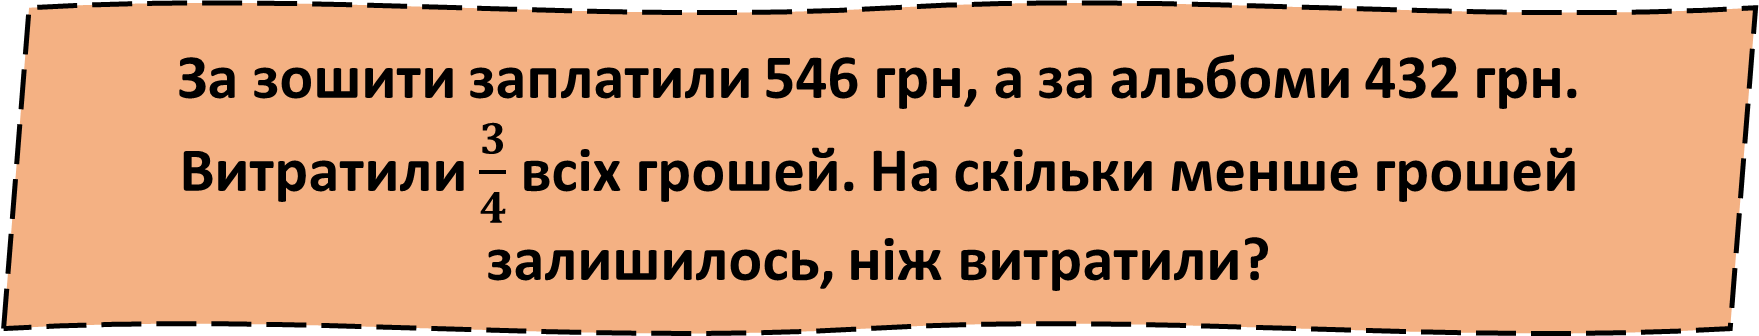 За зошити заплатили 546 грн, а за альбоми 432 грн.
Витратили 3/4 всіх грошей. На скільки менше грошей
залишилось, ніж витратили?